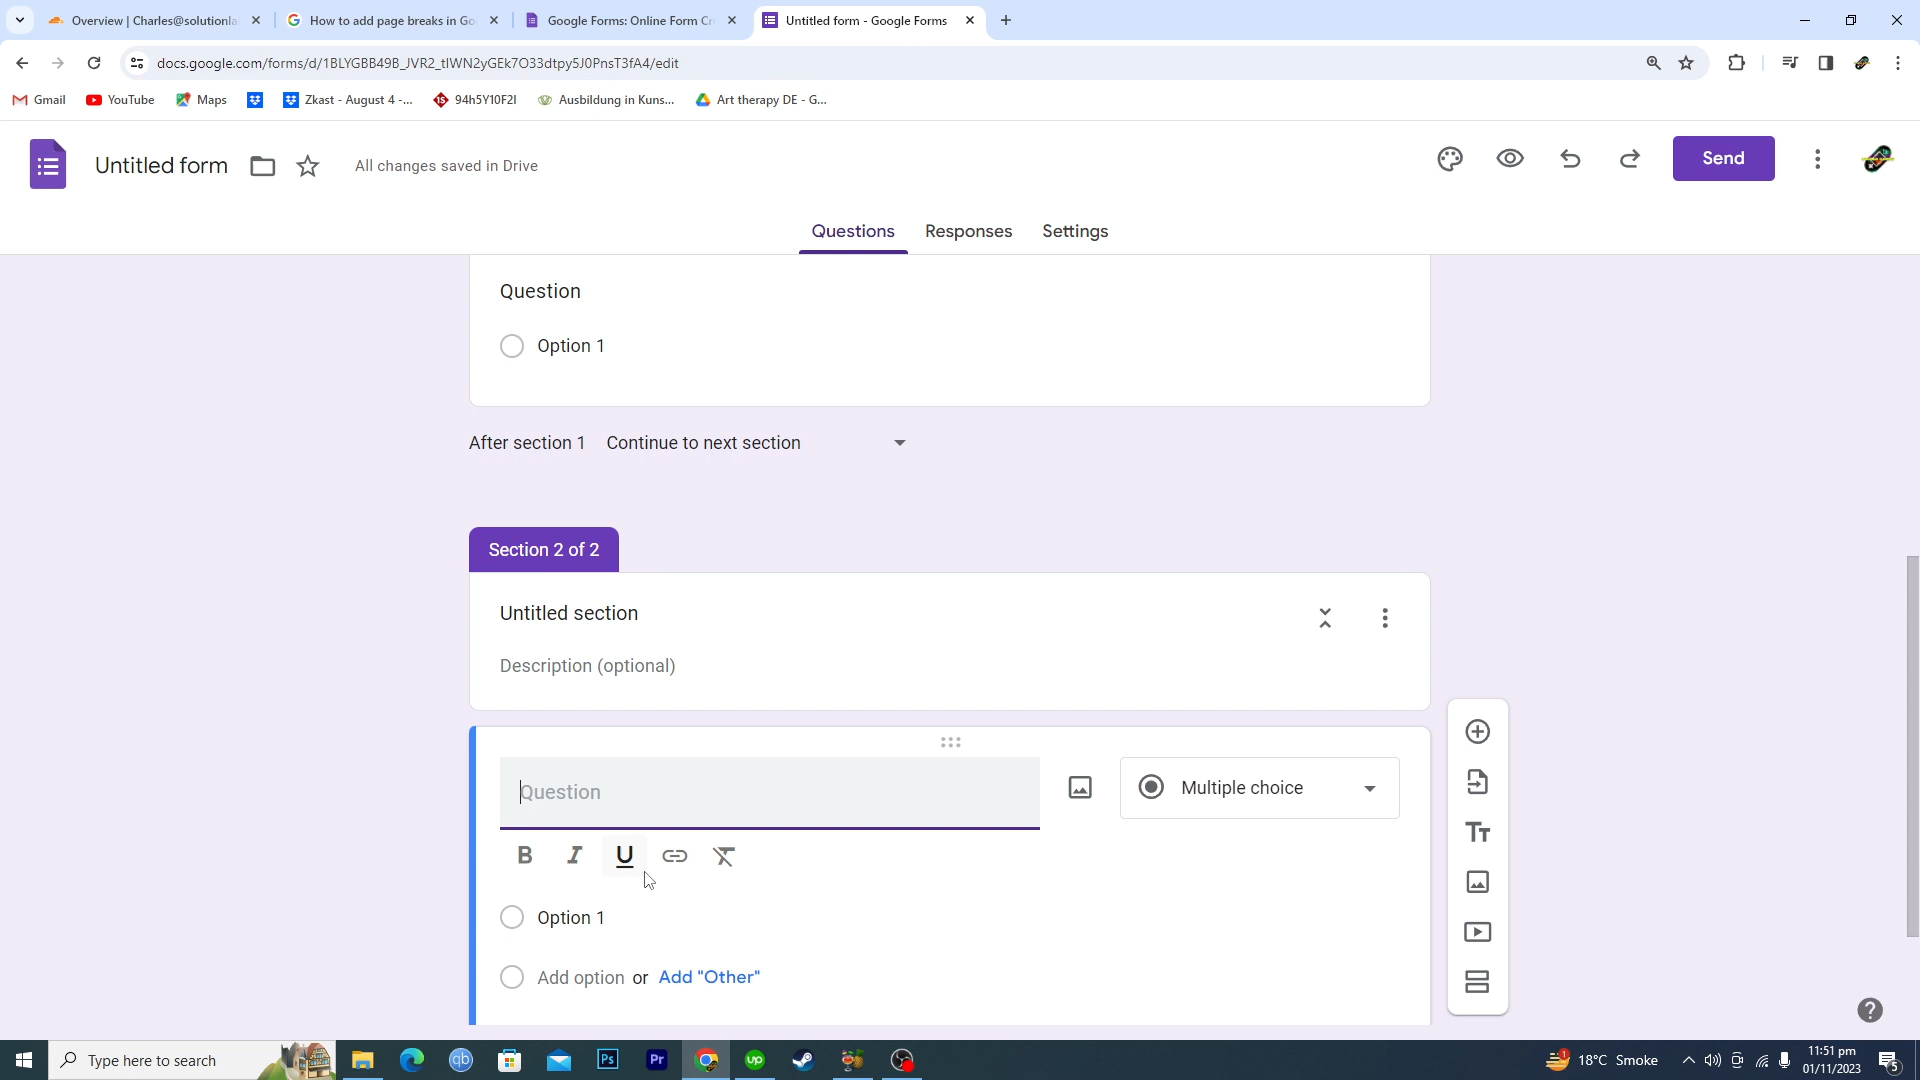 Overview | Charles@solutionla
How to add page breaks in Go
Google Forms: Online Form Cr
Untitled form - Google Forms
docs.google.com/forms/d/1BLYGBB49B_JVR2_tIWN2yGEk7O33dtpy5J0PnsT3fA4/edit
Gmail
YouTube
Maps
Zkast - August 4 -...
94h5Y10F2I
Ausbildung in Kuns...
Art therapy DE - G...
Untitled form
All changes saved in Drive
Send
Questions
Responses
Settings
Question
Option 1
After section 1 Continue to next section
Section 2 of 2
Untitled section
Description (optional)
Question
Multiple choice
B I U
Option 1
Add option or Add "Other"
Type here to search
18°C Smoke
11:51 pm
01/11/2023
5